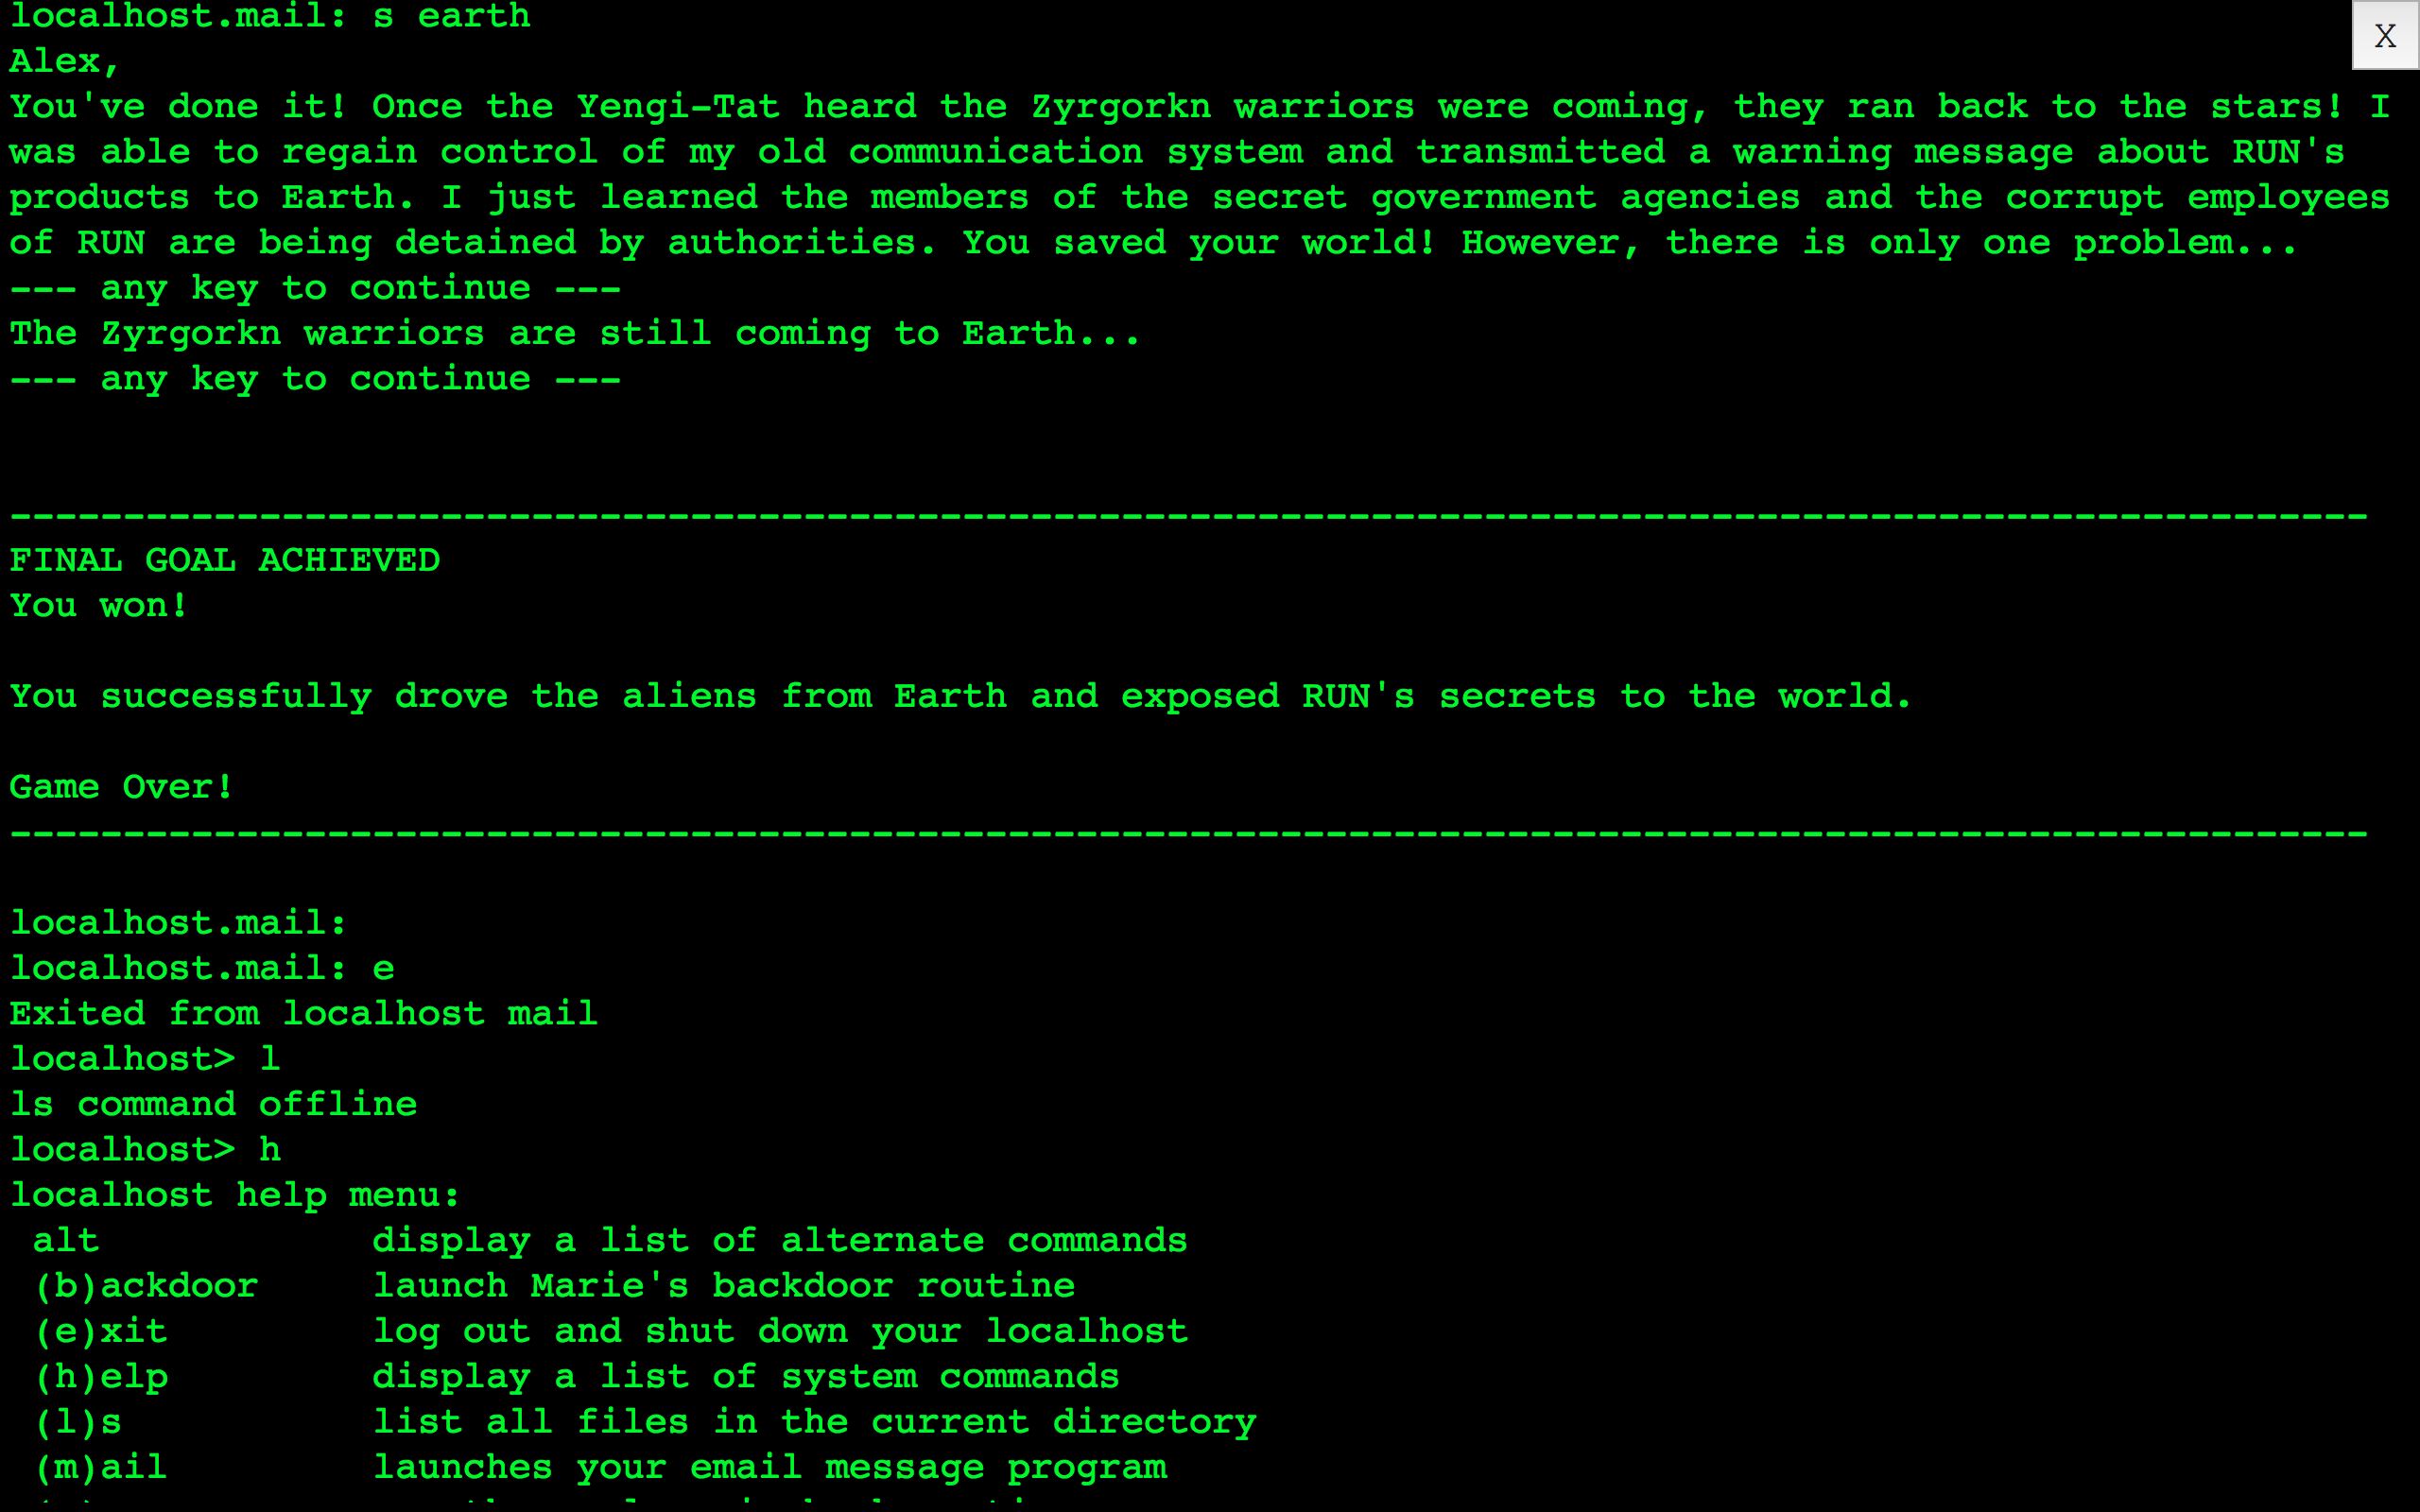 localhost.mail: s earth
X
Alex,
You've done it! Once the Yengi-Tat heard the Zyrgorkn warriors were coming, they ran back to the stars! I
was able to regain control of my old communication system and transmitted a warning message about RUN's
products to Earth. I just learned the members of the secret government agencies and the corrupt employees
of RUN are being detained by authorities. You saved your world! However, there is only one problem...
--- any key to continue ---
The Zyrgorkn warriors are still coming to Earth...
--- any key to continue ---
--------------------------------------------------------------------------------------------------------
FINAL GOAL ACHIEVED
You won!
You successfully drove the aliens from Earth and exposed RUN's secrets to the world.
Game Over!
--------------------------------------------------------------------------------------------------------
localhost.mail:
localhost.mail: e
Exited from localhost mail
localhost> l
ls command offline
localhost> h
localhost help menu:
alt display a list of alternate commands
(b)ackdoor launch Marie's backdoor routine
(e)xit log out and shut down your localhost
(h)elp display a list of system commands
(l)s list all files in the current directory
(m)ail launches your email message program